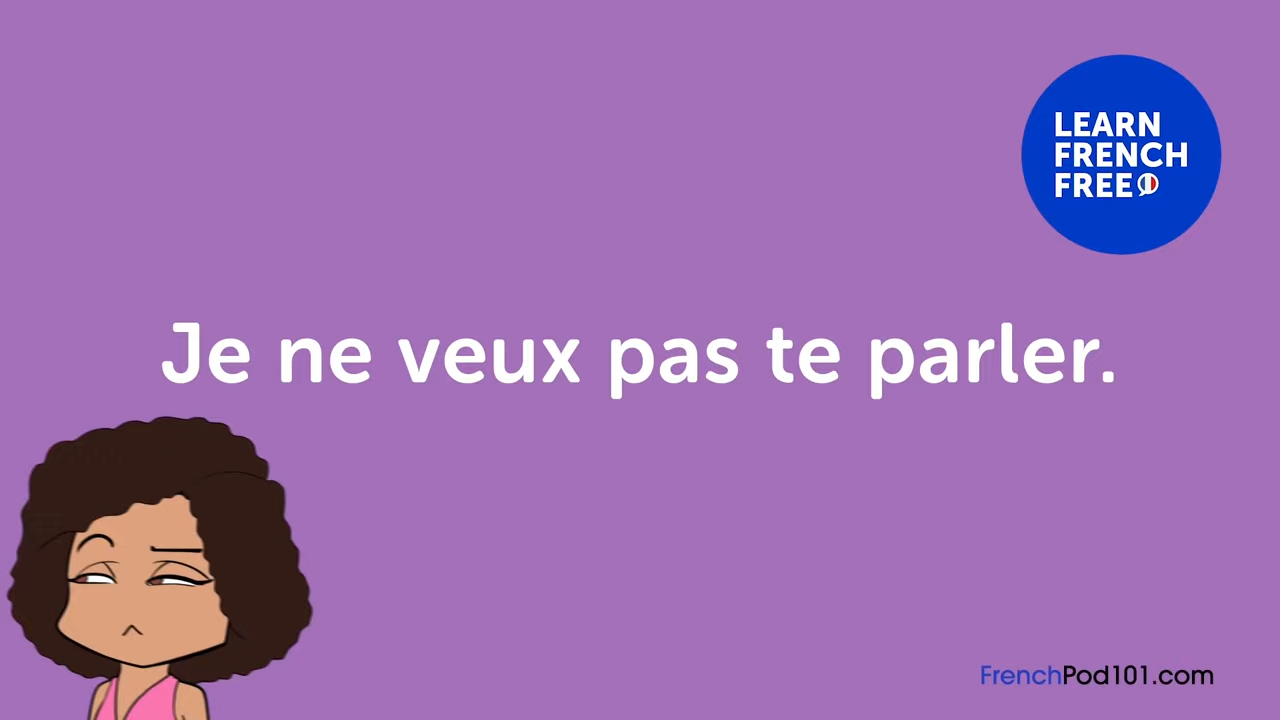 LEARN
FRENCH
FREE
Je ne veux pas te parler.
FrenchPod101.com